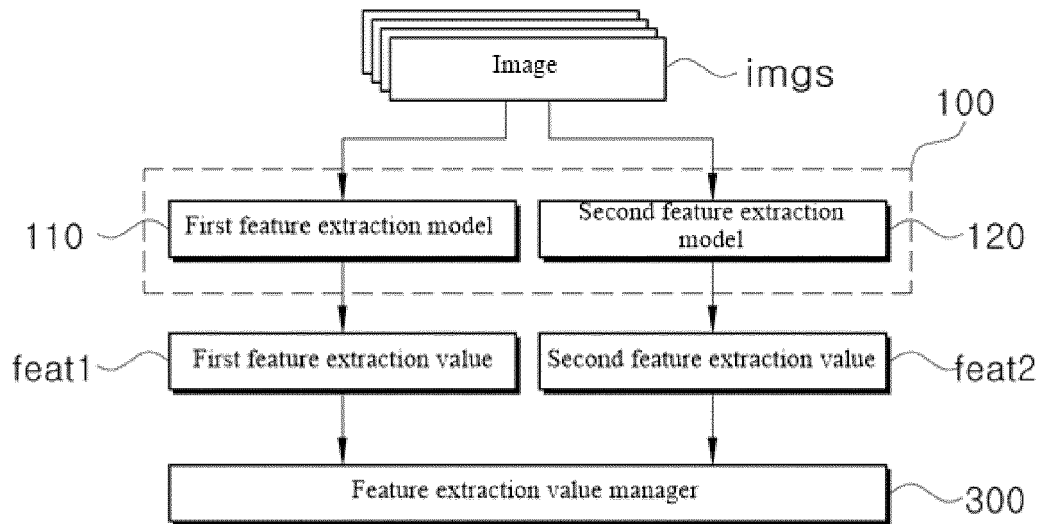 Image
imgs
100
110
First feature extraction model
Second feature extraction
model
120
feat1
First feature extraction value
Second feature extraction value
feat2
Feature extraction value manager
300